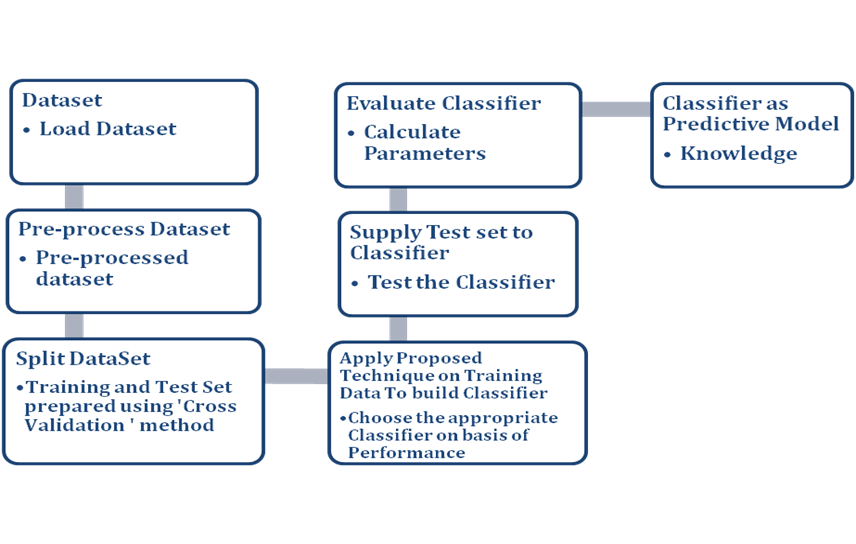 Dataset
• Load Dataset
Pre-process Dataset
• Pre-processed
dataset
Split DataSet
•Training and Test Set
prepared using 'Cross
Validation ' method
Apply Proposed
Technique on Training
Data To build Classifier
•Choose the appropriate
Classifier on basis of
Performance
Supply Test set to
Classifier
• Test the Classifier
Evaluate Classifier
• Calculate
Parameters
Classifier as
Predictive Model
• Knowledge